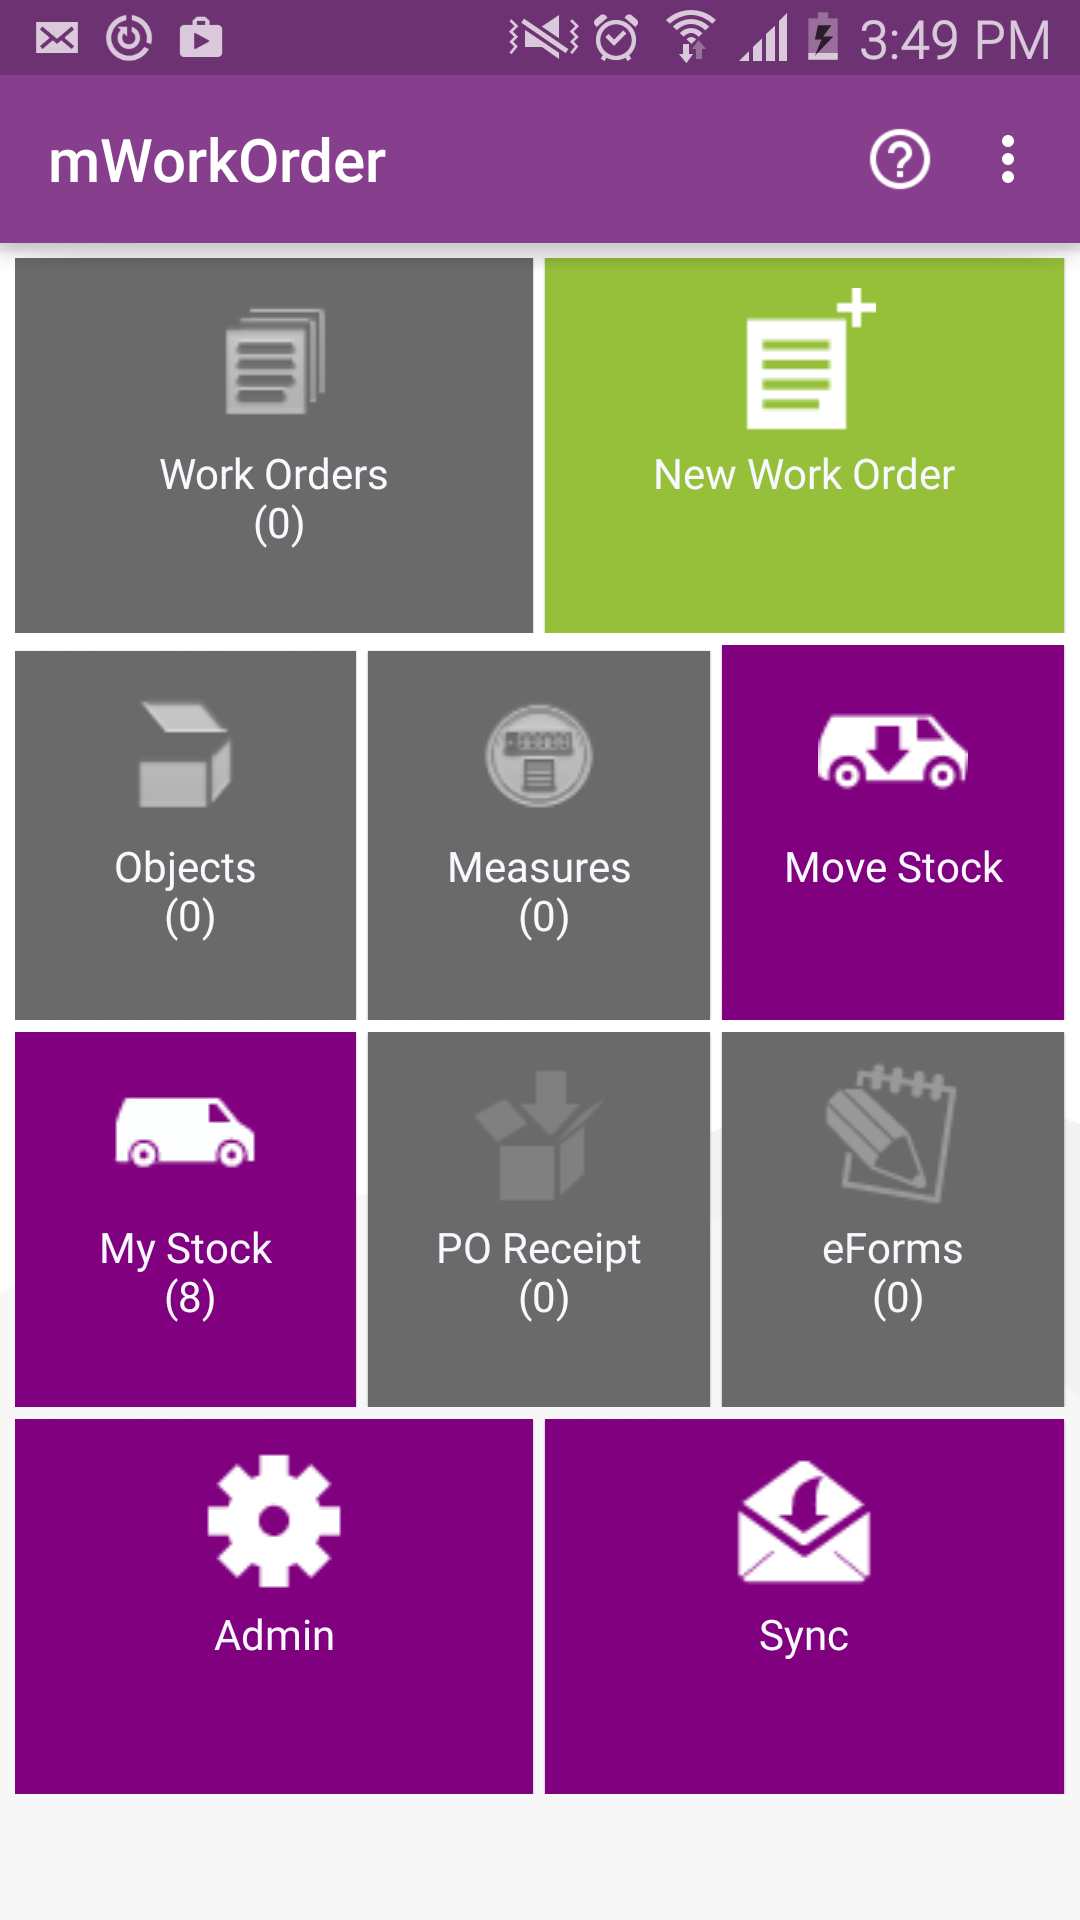 3:49 PM
mWorkOrder
Work Orders
(0)
New Work Order
Objects
(0)
Measures
(0)
Move Stock
My Stock
(8)
PO Receipt
(0)
eForms
(0)
Admin
Sync